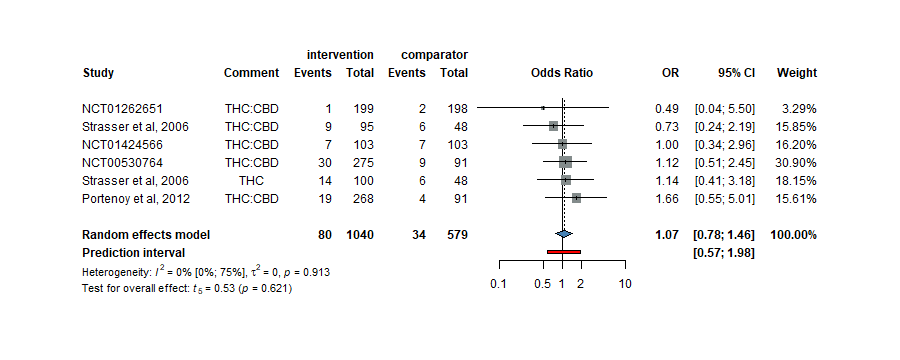 intervention comparator
Study Comment Events Total Events Total Odds Ratio OR 95% CI Weight
NCT01262651 THC:CBD 1 199 2 198 0.49 [0.04; 5.50] 3.29%
Strasser et al, 2006 THC:CBD 9 95 6 48 0.73 [0.24; 2.19] 15.85%
NCT01424566 THC:CBD 7 103 7 103 1.00 [0.34; 2.96] 16.20%
NCT00530764 THC:CBD 30 275 9 91 1.12 [0.51; 2.45] 30.90%
Strasser et al, 2006 THC 14 100 6 48 1.14 [0.41; 3.18] 18.15%
Portenoy et al, 2012 THC:CBD 19 268 4 91 1.66 [0.55; 5.01] 15.61%
Random effects model 80 1040 34 579 1.07 [0.78; 1.46] 100.00%
Prediction interval [0.57; 1.98]
Heterogeneity: I² = 0% [0%; 75%], τ² = 0, p = 0.913
Test for overall effect: t₅ = 0.53 (p = 0.621)
0.1 0.5 1 2 10